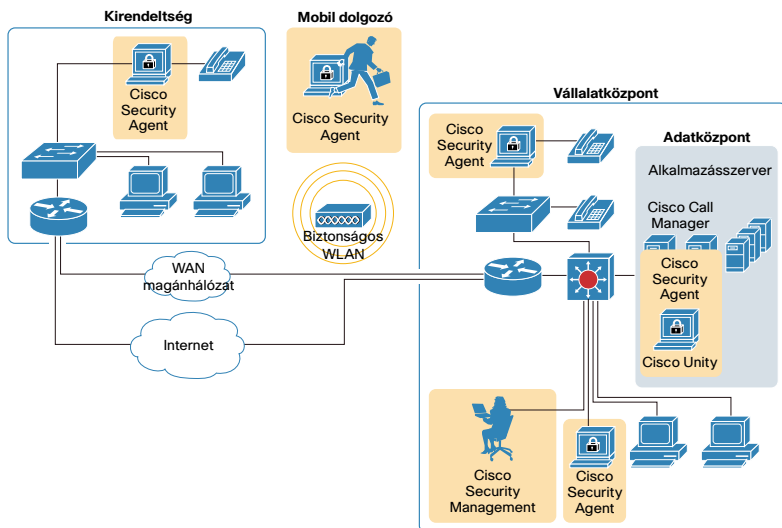 Kirendeltség
Cisco
Security
Agent
Mobil dolgozó
Cisco Security
Agent
Biztonságos
WLAN
WAN
magánhálózat
Internet
Vállalatközpont
Cisco
Security
Agent
Adatközpont
Alkalmazásszerver
Cisco Call
Manager
Cisco
Security
Agent
Cisco Unity
Cisco
Security
Management
Cisco
Security
Agent